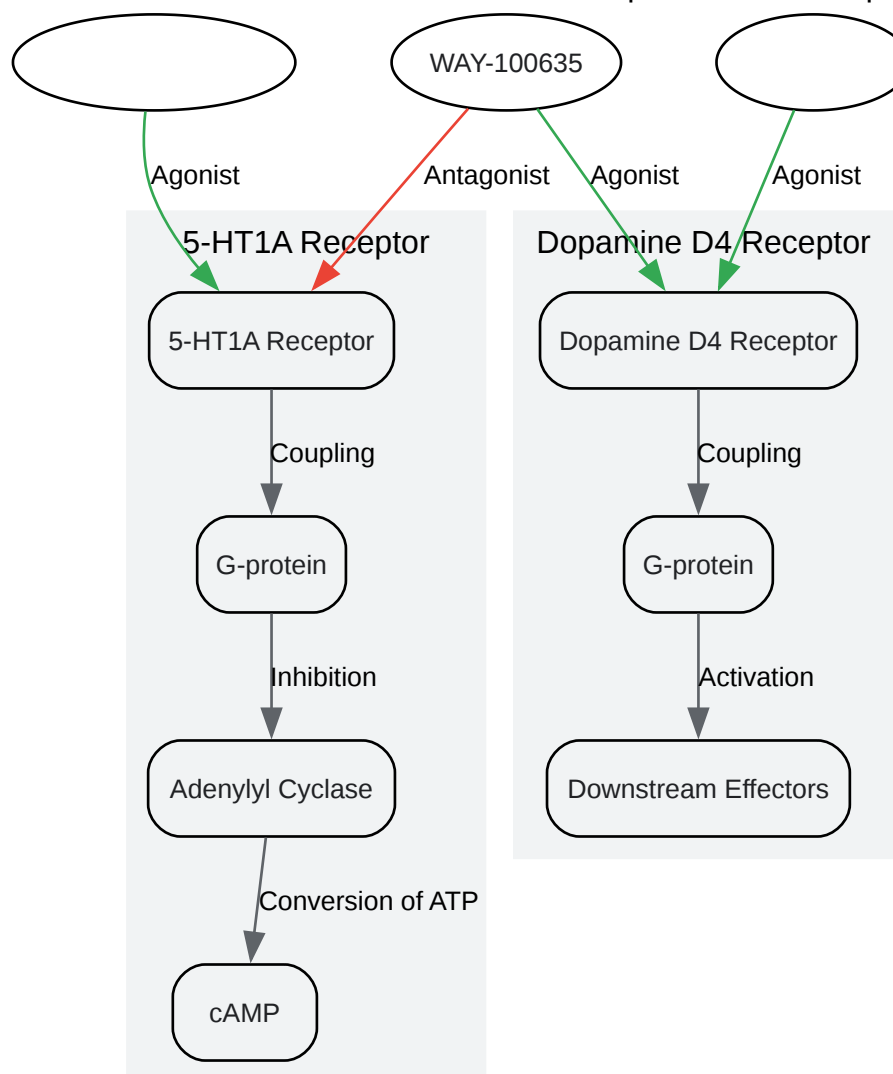 WAY-100635
Agonist
Antagonist
Agonist
Agonist
5-HT1A Receptor
Dopamine D4 Receptor
5-HT1A Receptor
Dopamine D4 Receptor
Coupling
Coupling
G-protein
G-protein
Inhibition
Activation
Adenylyl Cyclase
Downstream Effectors
Conversion of ATP
cAMP